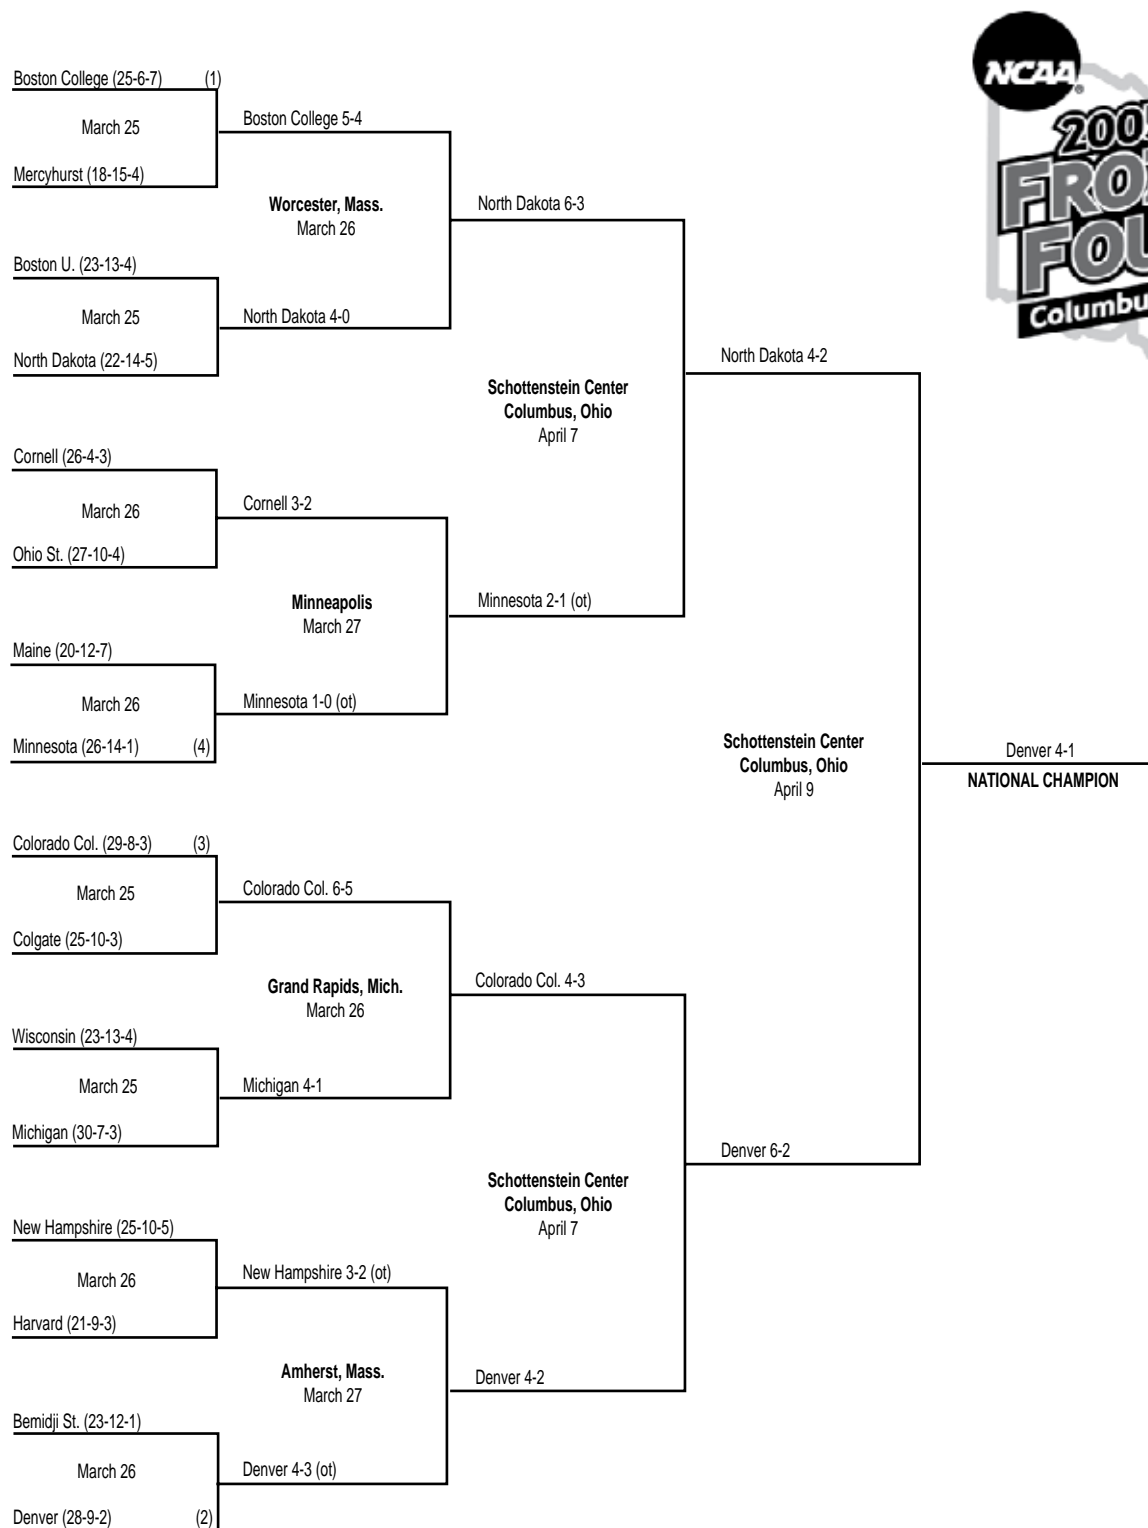 NCAA
®
200
FRO
FOU
Columbu
Boston College (25-6-7) (1)
March 25
Mercyhurst (18-15-4)
Boston College 5-4
Worcester, Mass.
March 26
Boston U. (23-13-4)
March 25
North Dakota (22-14-5)
North Dakota 4-0
North Dakota 6-3
Schottenstein Center
Columbus, Ohio
April 7
Cornell (26-4-3)
March 26
Ohio St. (27-10-4)
Cornell 3-2
Minneapolis
March 27
Maine (20-12-7)
March 26
Minnesota (26-14-1) (4)
Minnesota 1-0 (ot)
Minnesota 2-1 (ot)
North Dakota 4-2
Schottenstein Center
Columbus, Ohio
April 9
Denver 4-1
NATIONAL CHAMPION
Colorado Col. (29-8-3) (3)
March 25
Colgate (25-10-3)
Colorado Col. 6-5
Grand Rapids, Mich.
March 26
Wisconsin (23-13-4)
March 25
Michigan (30-7-3)
Michigan 4-1
Colorado Col. 4-3
Schottenstein Center
Columbus, Ohio
April 7
Denver 6-2
New Hampshire (25-10-5)
March 26
Harvard (21-9-3)
New Hampshire 3-2 (ot)
Amherst, Mass.
March 27
Bemidji St. (23-12-1)
March 26
Denver (28-9-2) (2)
Denver 4-3 (ot)
Denver 4-2